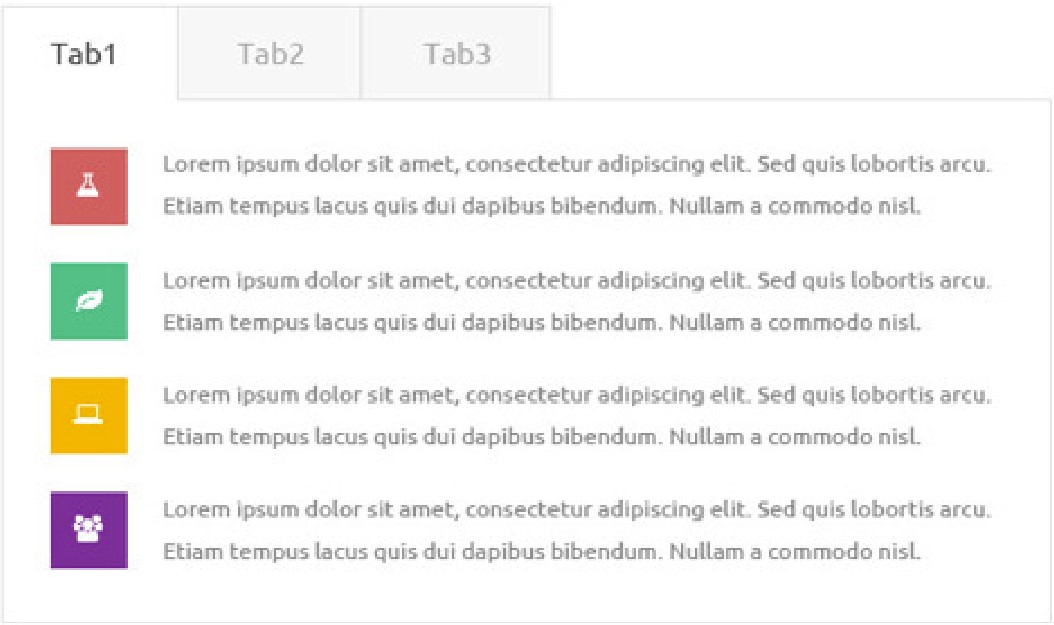 Tab1 Tab2 Tab3
Lorem ipsum dolor sit amet, consectetur adipiscing elit. Sed quis lobortis arcu.
Etiam tempus lacus quis dui dapibus bibendum. Nullam a commodo nisl.
Lorem ipsum dolor sit amet, consectetur adipiscing elit. Sed quis lobortis arcu.
Etiam tempus lacus quis dui dapibus bibendum. Nullam a commodo nisl.
Lorem ipsum dolor sit amet, consectetur adipiscing elit. Sed quis lobortis arcu.
Etiam tempus lacus quis dui dapibus bibendum. Nullam a commodo nisl.
Lorem ipsum dolor sit amet, consectetur adipiscing elit. Sed quis lobortis arcu.
Etiam tempus lacus quis dui dapibus bibendum. Nullam a commodo nisl.